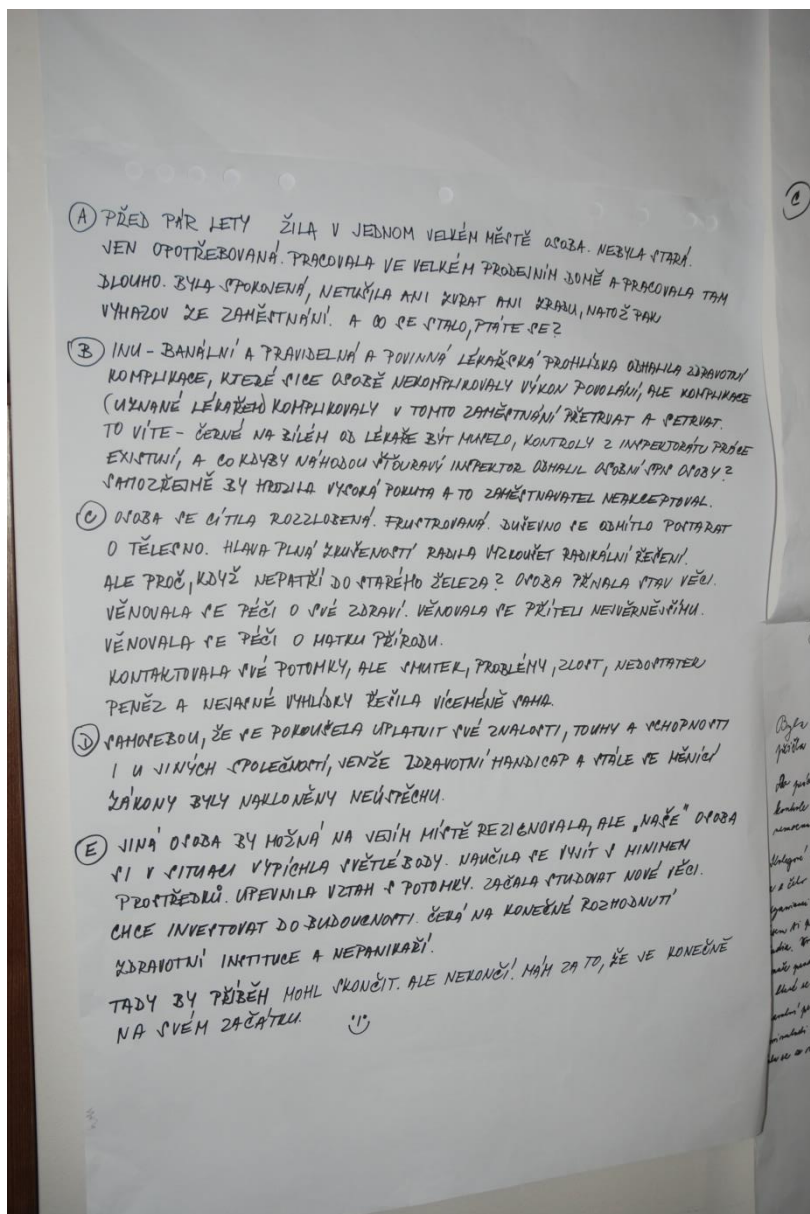 (A) PŘED PÁR LETY ŽILA V JEDNOM VELKÉM MĚSTĚ OSOBA. NEBYLA STARÁ.
JEN OPOTŘEBOVANÁ. PRACOVALA VE VELKÉM PRODEJNÍM DOMĚ A PRACOVALA TAM
DLOUHO. BYLA SPOKOJENÁ, NETUŠILA ANI ZVRAT ANI ZRADU, NATOŽ PAK
VYHAZOV ZE ZAMĚSTNÁNÍ. A CO SE STALO, PTÁTE SE?
(B) INU - BANÁLNÍ A PRAVIDELNÁ A POVINNÁ LÉKAŘSKÁ PROHLÍDKA ODHALILA ZDRAVOTNÍ
KOMPLIKACE, KTERÉ SICE OSOBĚ NEKOMPLIKOVALY VÝKON POVOLÁNÍ, ALE KOMPLIKACE
(UZNANÉ LÉKAŘEM) KOMPLIKOVALY V TOMTO ZAMĚSTNÁNÍ PŘETRVAT A SETRVAT.
TO VÍTE - ČERNÉ NA BÍLÉM OD LÉKAŘE BÝT MUSELO, KONTROLY Z INSPEKTORÁTU PRÁCE
EXISTUJÍ, A CO KDYBY NÁHODOU ŠŤOURAVÝ INSPEKTOR ODHALIL OSOBNÍ SPIS OSOBY?
SAMOZŘEJMĚ BY HROZILA VYSOKÁ POKUTA A TO ZAMĚSTNAVATEL NEAKCEPTOVAL.
(C) OSOBA SE CÍTILA ROZZLOBENÁ. FRUSTROVANÁ. DUŠEVNO SE ODMÍTLO POSTARAT
O TĚLESNO. HLAVA PLNÁ ZKUŠENOSTÍ RADILA VYZKOUŠET RADIKÁLNÍ ŘEŠENÍ.
ALE PROČ, KDYŽ NEPATŘÍ DO STARÉHO ŽELEZA? OSOBA PŘIJALA STAV VĚCI.
VĚNOVALA SE PÉČI O SVÉ ZDRAVÍ. VĚNOVALA SE PŘÍTELI NEJVĚRNĚJŠÍMU.
VĚNOVALA SE PÉČI O MATKU PŘÍRODU.
KONTAKTOVALA SVÉ POTOMKY, ALE SMUTEK, PROBLÉMY, ZLOST, NEDOSTATEK
PENĚZ A NEJASNÉ VYHLÍDKY ŘEŠILA VÍCEMÉNĚ SAMA.
(D) SAMOSEBOU, ŽE SE POKOUŠELA UPLATNIT SVÉ ZNALOSTI, TOUHY A SCHOPNOSTI
I U JINÝCH SPOLEČNOSTÍ, JENŽE ZDRAVOTNÍ HANDICAP A STÁLE SE MĚNÍCÍ
ZÁKONY BYLY NAKLONĚNY NEÚSPĚCHU.
(E) JINÁ OSOBA BY MOŽNÁ NA JEJÍM MÍSTĚ REZIGNOVALA, ALE „NAŠE" OSOBA
SI V SITUACI VYPÍCHLA SVĚTLÉ BODY. NAUČILA SE VYJÍT S MINIMEM
PROSTŘEDKŮ. UPEVNILA VZTAH S POTOMKY. ZAČALA STUDOVAT NOVÉ VĚCI.
CHCE INVESTOVAT DO BUDOUCNOSTI. ČEKÁ NA KONEČNÉ ROZHODNUTÍ
ZDRAVOTNÍ INSTITUCE A NEPANIKAŘÍ.
TADY BY PŘÍBĚH MOHL SKONČIT. ALE NEKONČÍ. MÁM ZA TO, ŽE JE KONEČNĚ
NA SVÉM ZAČÁTKU.
(C)
Byla